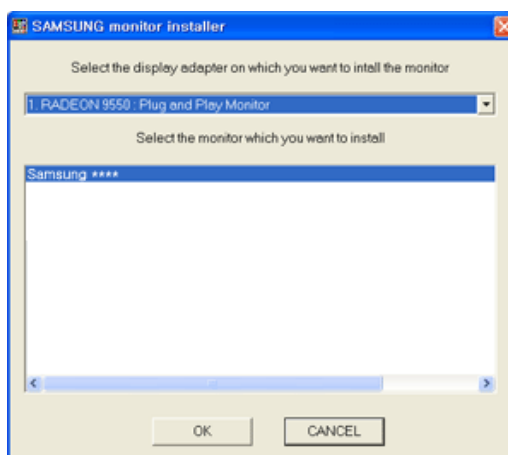 SAMSUNG monitor installer
Select the display adapter on which you want to intall the monitor
1. RADEON 9550 : Plug and Play Monitor
Select the monitor which you want to install
Samsung ****
OK
CANCEL